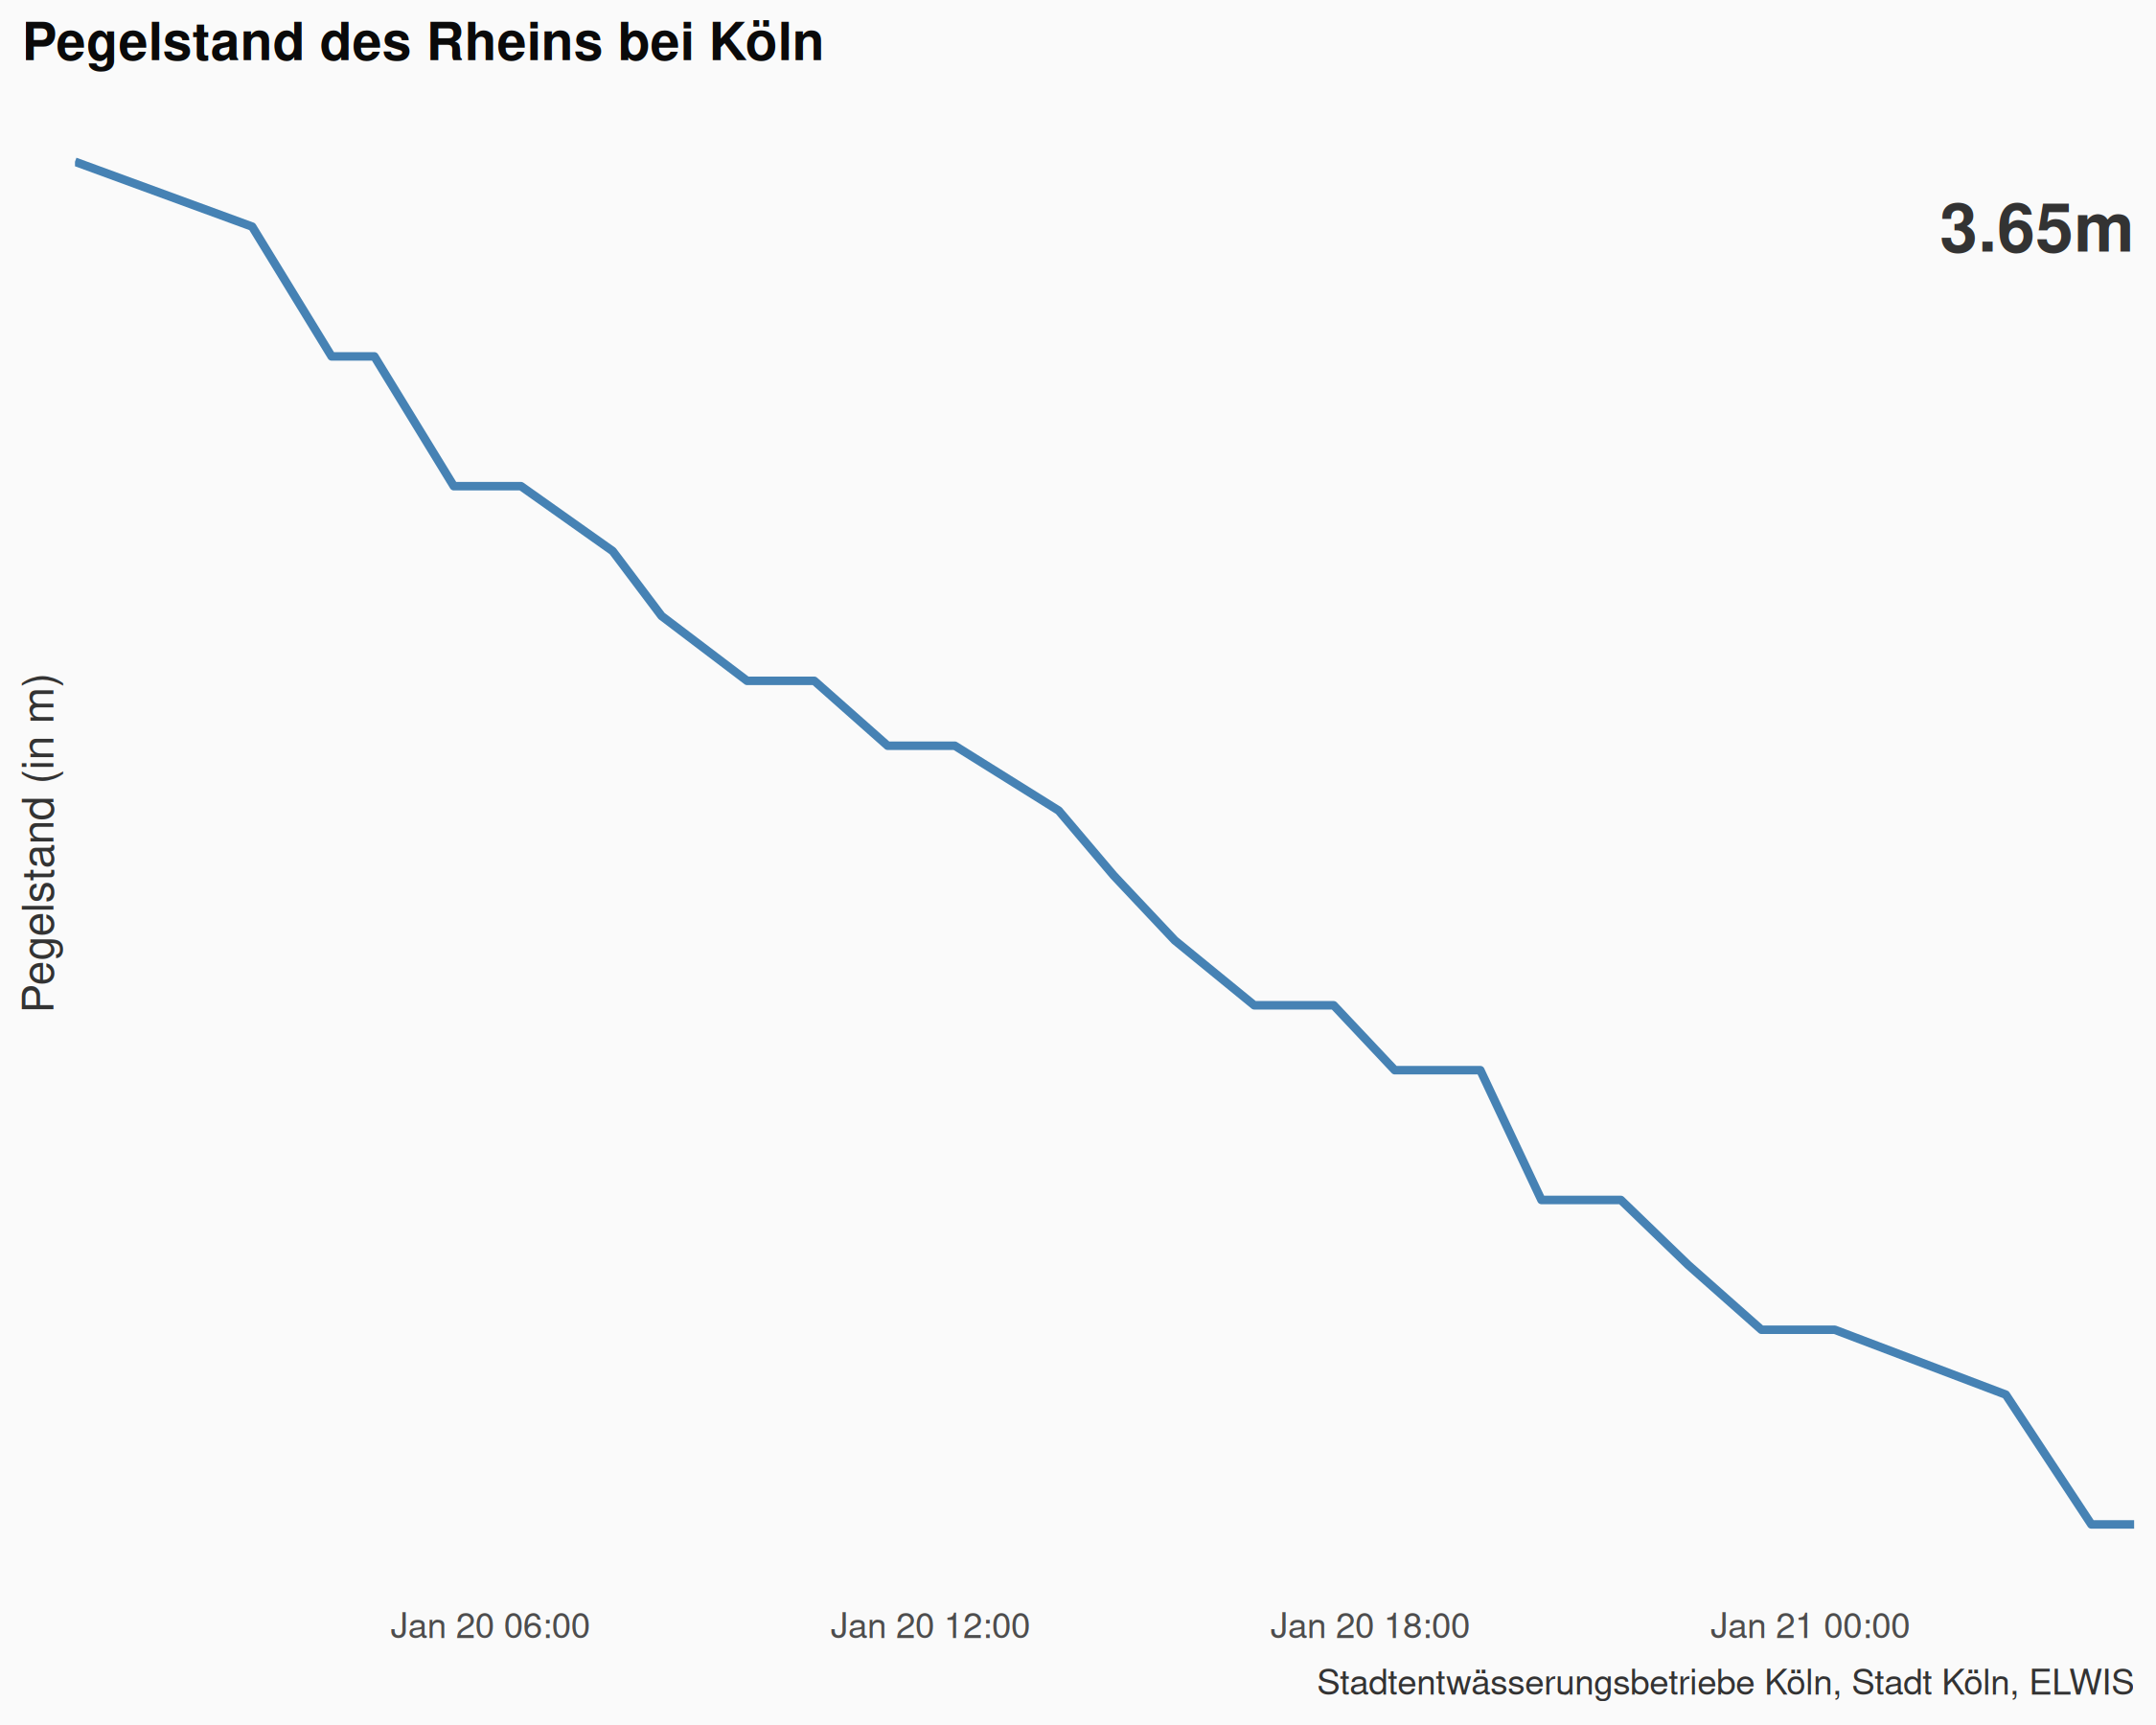 Pegelstand des Rheins bei Köln
3.65m
Pegelstand (in m)
Jan 20 06:00
Jan 20 12:00
Jan 20 18:00
Jan 21 00:00
Stadtentwässerungsbetriebe Köln, Stadt Köln, ELWIS